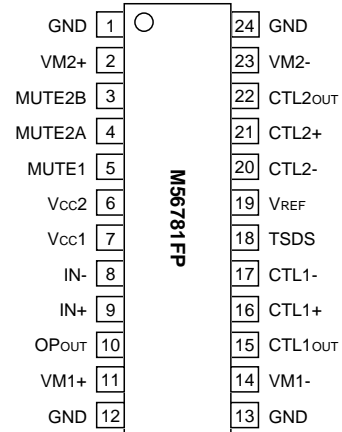 GND 1 24 GND
VM2+ 2 23 VM2-
MUTE2B 3 22 CTL2OUT
MUTE2A 4 21 CTL2+
MUTE1 5 20 CTL2-
Vcc2 6 19 VREF
Vcc1 7 18 TSDS
IN- 8 17 CTL1-
IN+ 9 16 CTL1+
OPOUT 10 15 CTL1OUT
VM1+ 11 14 VM1-
GND 12 13 GND
M56781FP